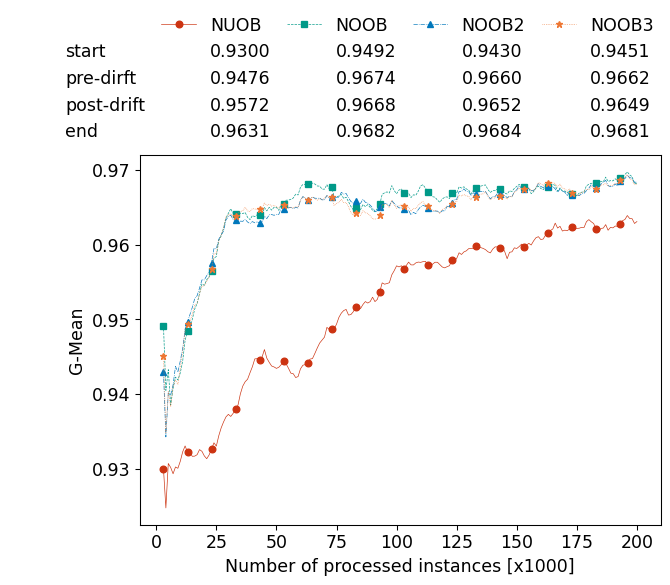 NUOB NOOB NOOB2 NOOB3
start 0.9300 0.9492 0.9430 0.9451
pre-dirft 0.9476 0.9674 0.9660 0.9662
post-drift 0.9572 0.9668 0.9652 0.9649
end 0.9631 0.9682 0.9684 0.9681
0.97
0.96
0.95
0.94
0.93
G-Mean
0 25 50 75 100 125 150 175 200
Number of processed instances [x1000]